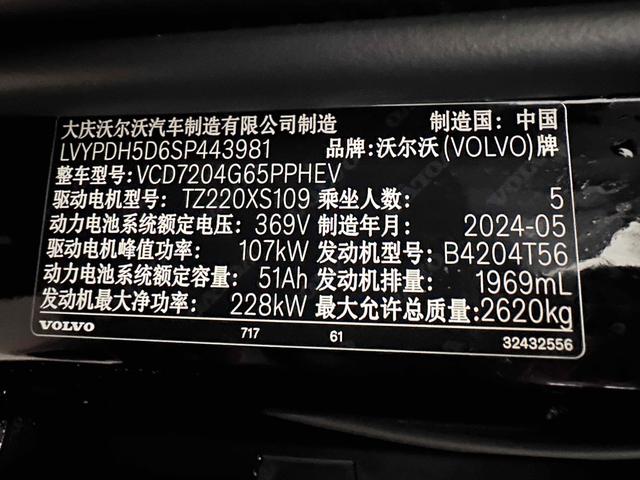 大庆沃尔沃汽车制造有限公司制造 制造国: 中国
LVYPDH5D6SP443981 品牌:沃尔沃(VOLVO)牌
整车型号:VCD7204G65PPHEV
驱动电机型号: TZ220XS109 乘坐人数: 5
动力电池系统额定电压: 369V 制造年月: 2024-05
驱动电机峰值功率: 107kW 发动机型号: B4204T56
动力电池系统额定容量: 51Ah 发动机排量: 1969mL
发动机最大净功率: 228kW 最大允许总质量:2620kg
VOLVO 717 61 32432556